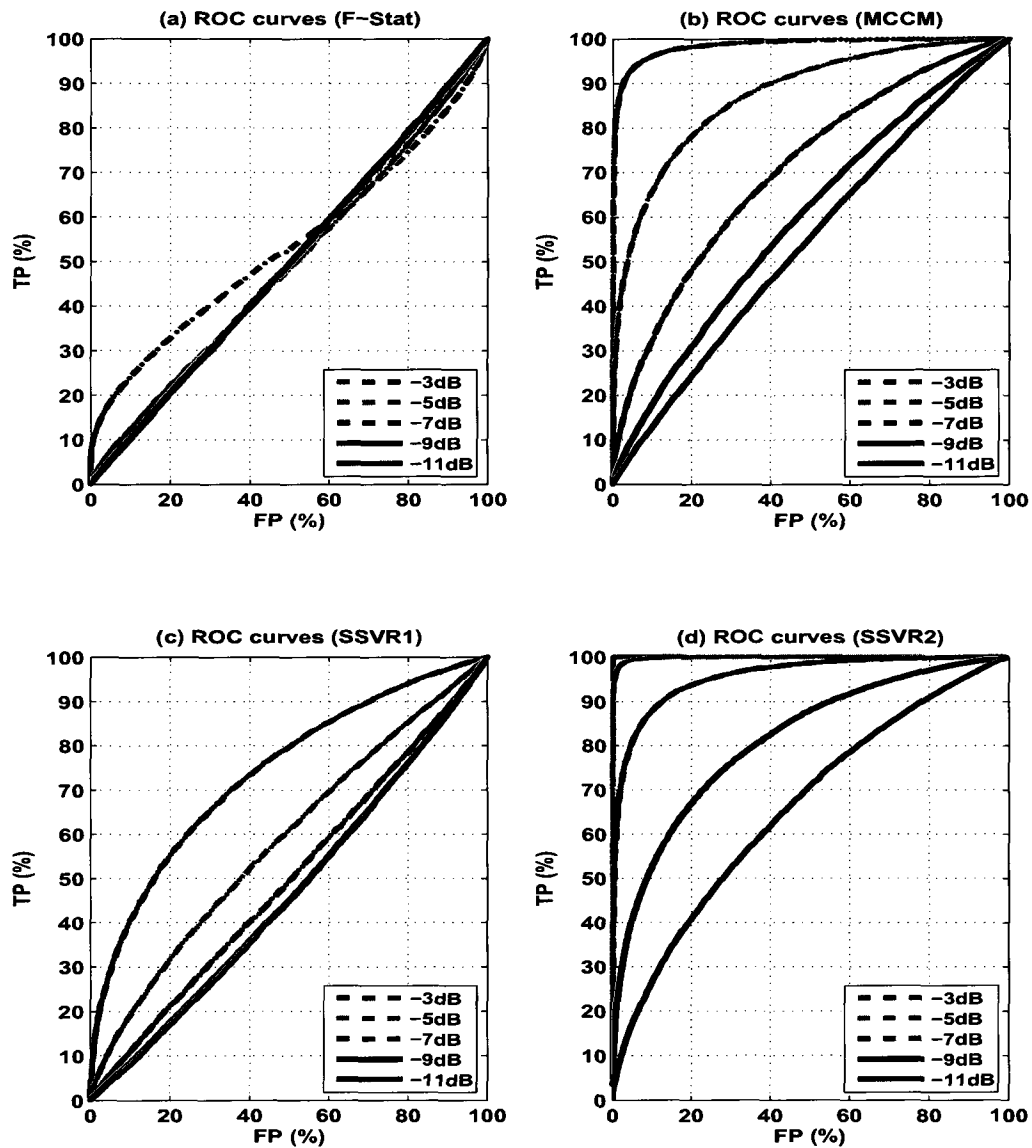 (a) ROC curves (F-Stat)
100
90
80
70
60
50
40
30
20
10
0
TP (%)
0 20 40 60 80 100
FP (%)
-3dB
-5dB
-7dB
-9dB
-11dB
(b) ROC curves (MCCM)
100
90
80
70
60
50
40
30
20
10
0
TP (%)
0 20 40 60 80 100
FP (%)
-3dB
-5dB
-7dB
-9dB
-11dB
(c) ROC curves (SSVR1)
100
90
80
70
60
50
40
30
20
10
0
TP (%)
0 20 40 60 80 100
FP (%)
-3dB
-5dB
-7dB
-9dB
-11dB
(d) ROC curves (SSVR2)
100
90
80
70
60
50
40
30
20
10
0
TP (%)
0 20 40 60 80 100
FP (%)
-3dB
-5dB
-7dB
-9dB
-11dB